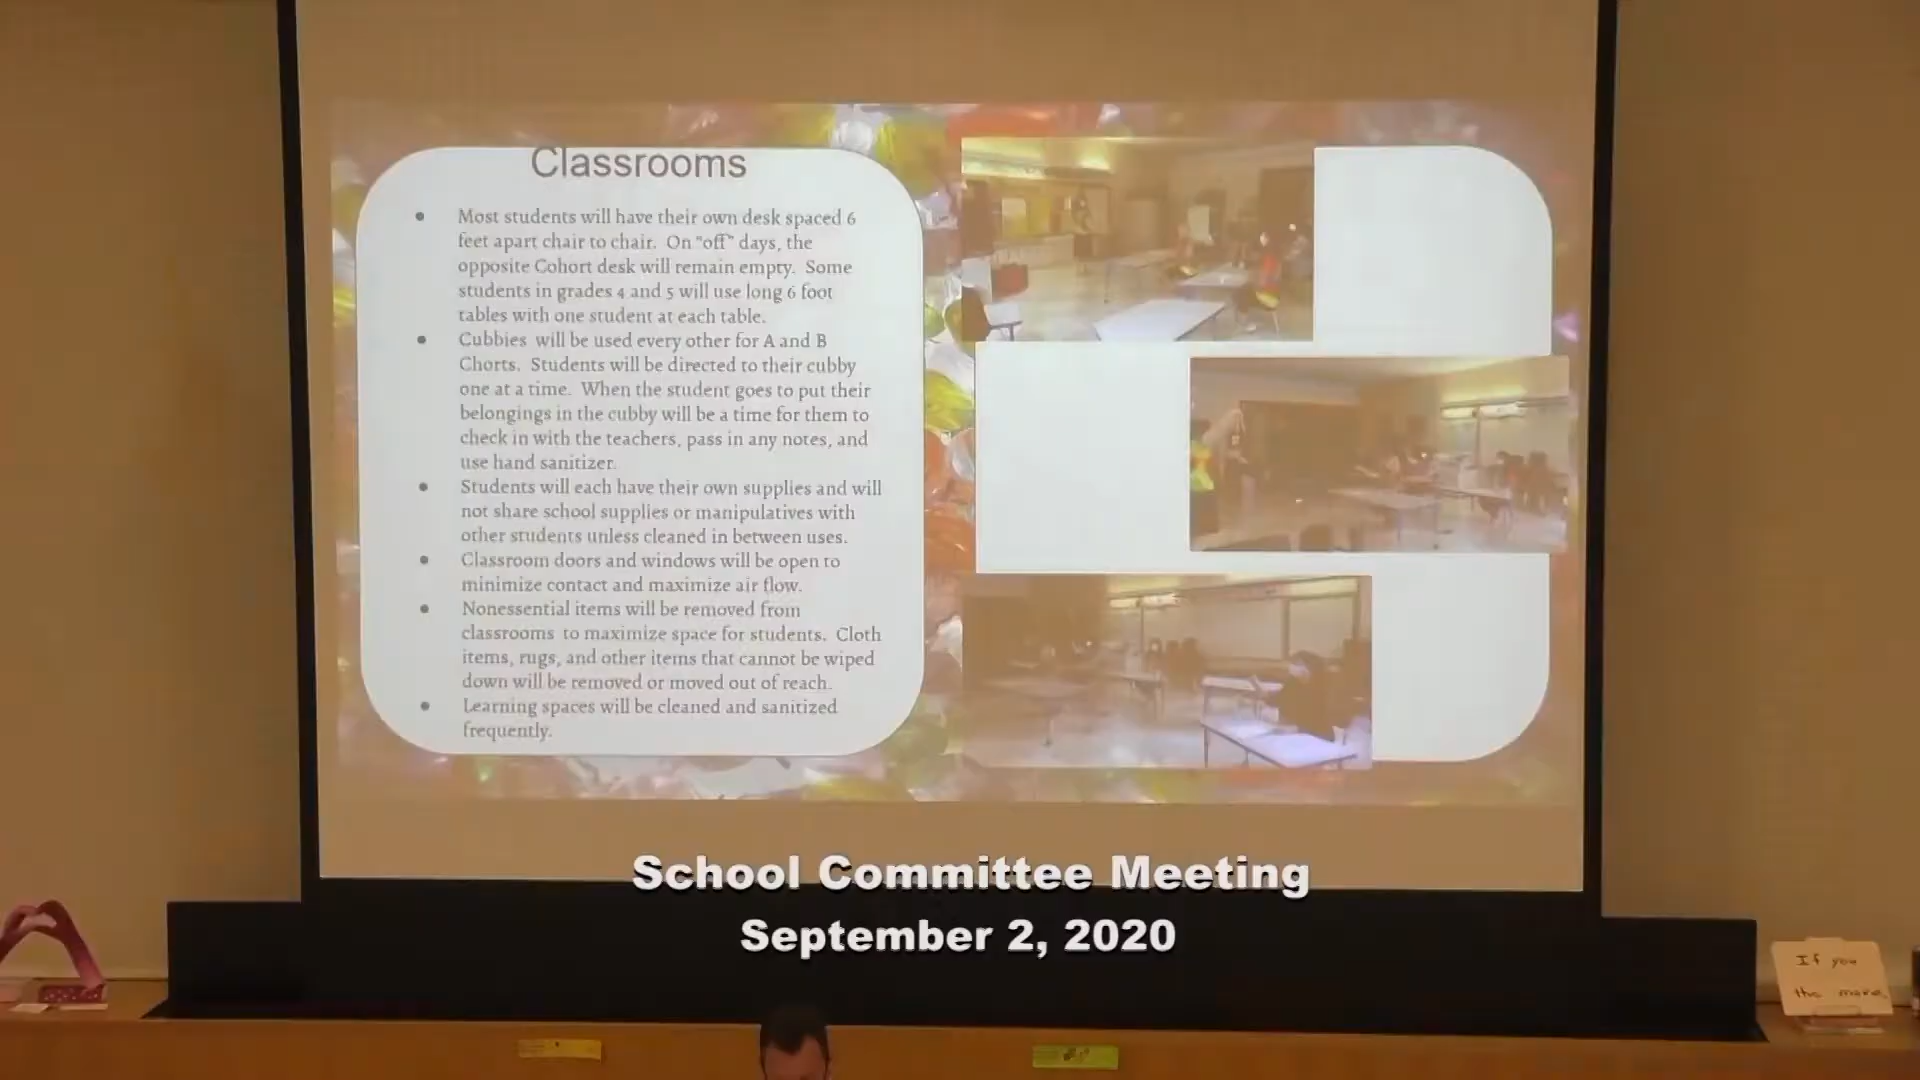 Classrooms
• Most students will have their own desk spaced 6
feet apart chair to chair. On "off" days, the
opposite Cohort desk will remain empty. Some
students in grades 4 and 5 will use long 6 foot
tables with one student at each table.
• Cubbies will be used every other for A and B
Chorts. Students will be directed to their cubby
one at a time. When the student goes to put their
belongings in the cubby will be a time for them to
check in with the teachers, pass in any notes, and
use hand sanitizer.
• Students will each have their own supplies and will
not share school supplies or manipulatives with
other students unless cleaned in between uses.
• Classroom doors and windows will be open to
minimize contact and maximize air flow.
• Nonessential items will be removed from
classrooms to maximize space for students. Cloth
items, rugs, and other items that cannot be wiped
down will be removed or moved out of reach.
• Learning spaces will be cleaned and sanitized
frequently.
School Committee Meeting
September 2, 2020
If you
the